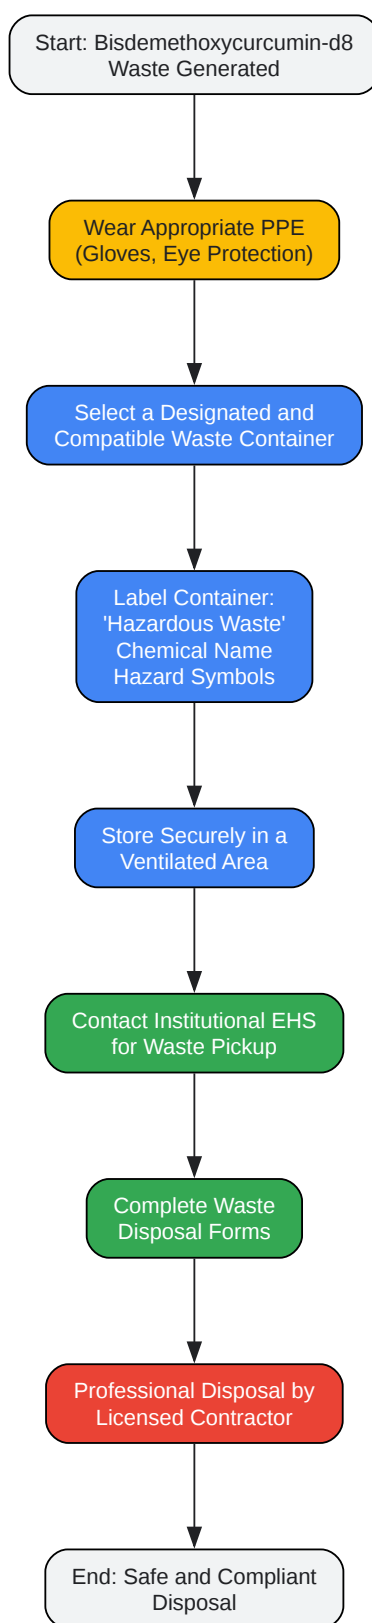 Start: Bisdemethoxycurcumin-d8
Waste Generated
Wear Appropriate PPE
(Gloves, Eye Protection)
Select a Designated and
Compatible Waste Container
Label Container:
'Hazardous Waste'
Chemical Name
Hazard Symbols
Store Securely in a
Ventilated Area
Contact Institutional EHS
for Waste Pickup
Complete Waste
Disposal Forms
Professional Disposal by
Licensed Contractor
End: Safe and Compliant
Disposal